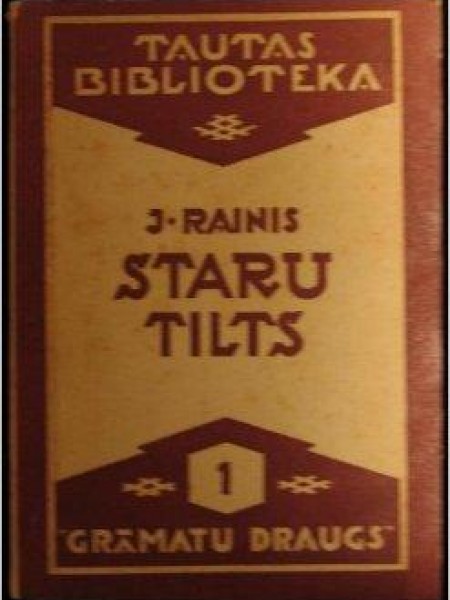 TAUTAS
BIBLIOTEKA
J. RAINIS
STARU
TILTS
1
"GRĀMATU DRAUGS"